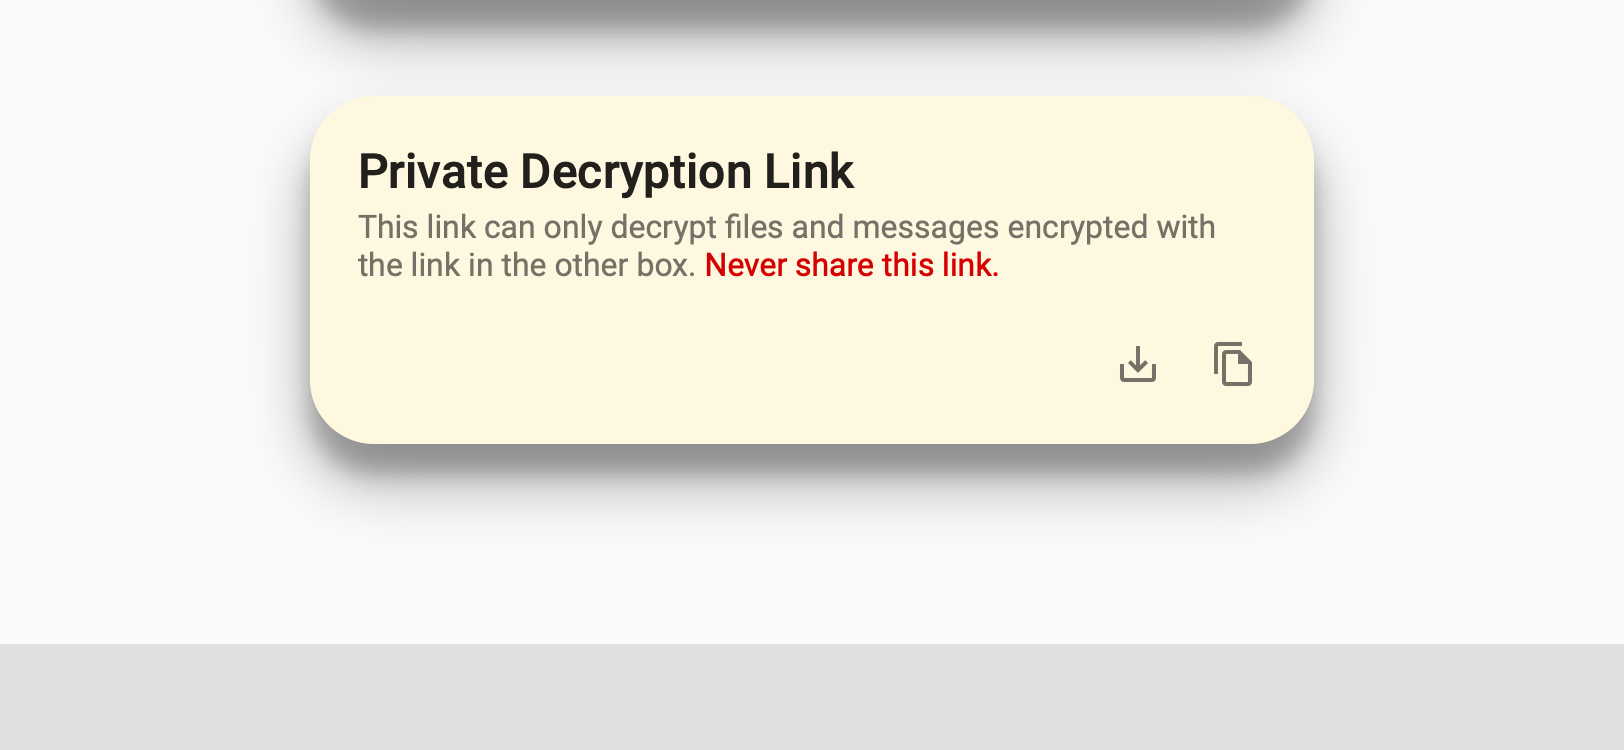 Private Decryption Link
This link can only decrypt files and messages encrypted with
the link in the other box. Never share this link.